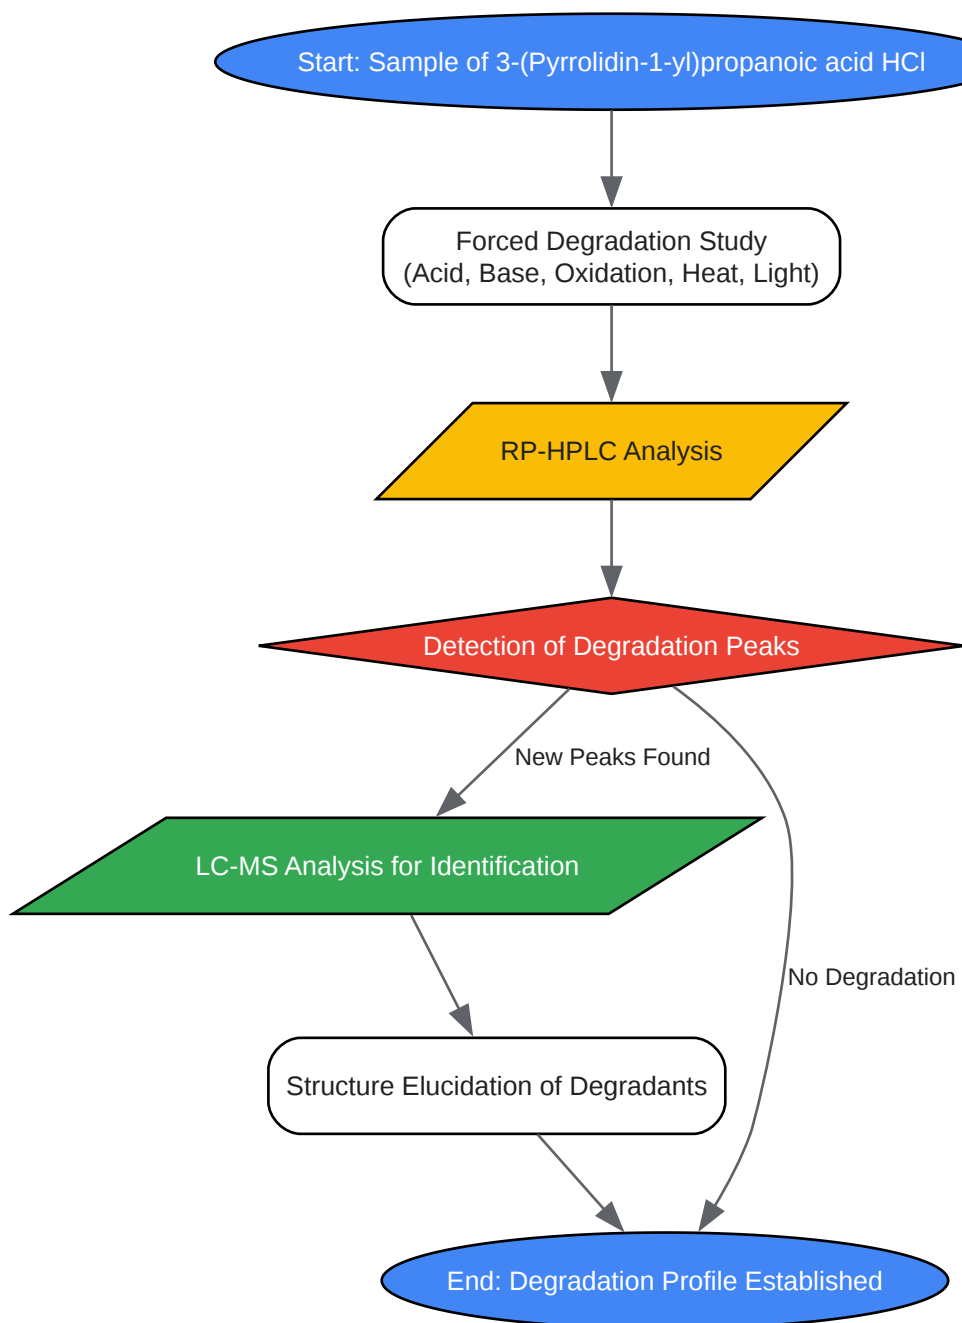 Start: Sample of 3-(Pyrrolidin-1-yl)propanoic acid HCl
Forced Degradation Study
(Acid, Base, Oxidation, Heat, Light)
RP-HPLC Analysis
Detection of Degradation Peaks
New Peaks Found
LC-MS Analysis for Identification
No Degradation
Structure Elucidation of Degradants
End: Degradation Profile Established